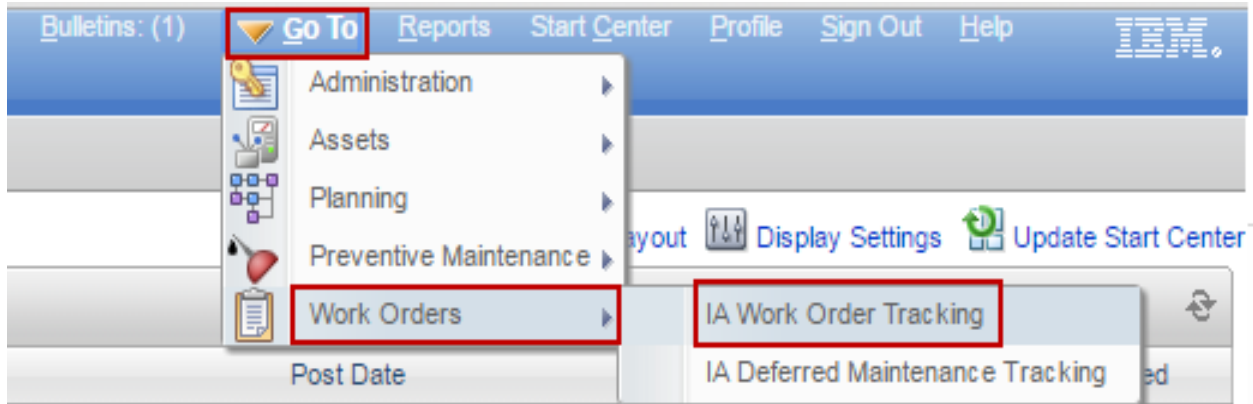 Bulletins: (1) Go To Reports Start Center Profile Sign Out Help IBM.
Administration
Assets
Planning
ayout Display Settings Update Start Center
Preventive Maintenance
Work Orders IA Work Order Tracking
Post Date IA Deferred Maintenance Tracking ed